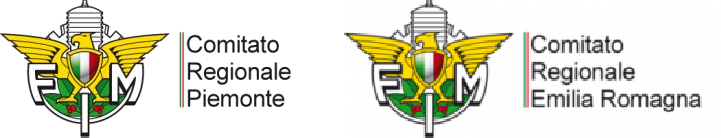 FM
Comitato
Regionale
Piemonte
FM
Comitato
Regionale
Emilia Romagna